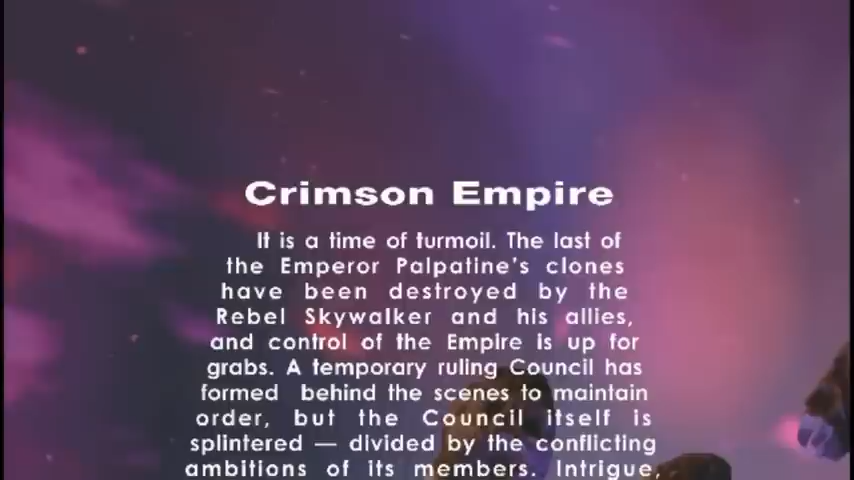 Crimson Empire
It is a time of turmoil. The last of
the Emperor Palpatine's clones
have been destroyed by the
Rebel Skywalker and his allies,
and control of the Empire is up for
grabs. A temporary ruling Council has
formed behind the scenes to maintain
order, but the Council itself is
splintered — divided by the conflicting
ambitions of its members. Intrigue,